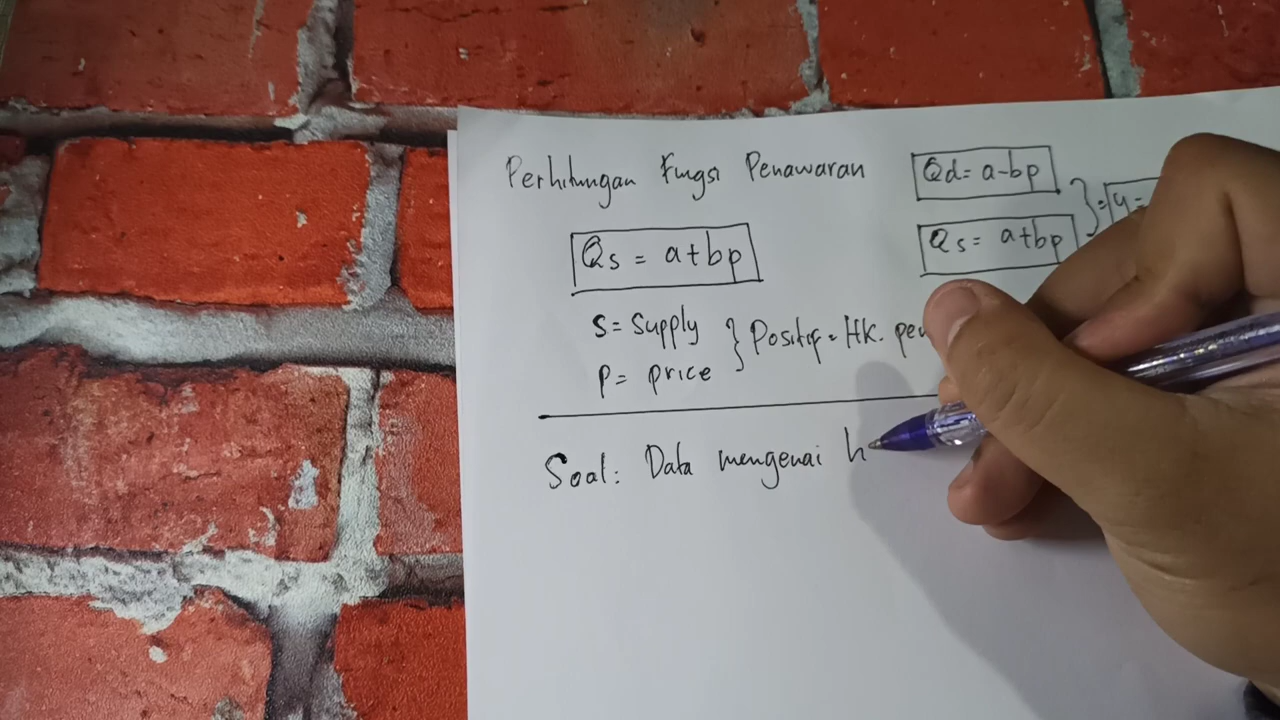 Perhitungan Fungsi Penawaran
Qd = a-bp
Qs = a+bp
} =
Qs = a+bp
S = Supply
P = price
} Positif = Hk.
Soal: Data mengenai h